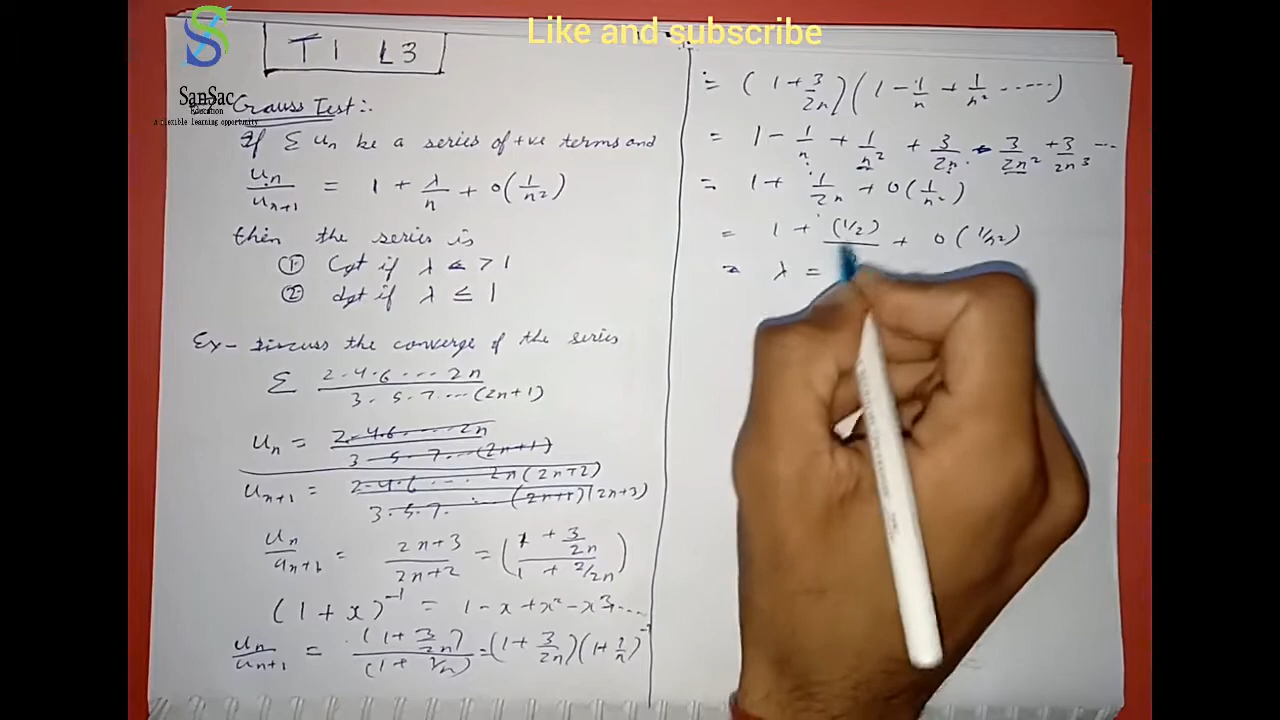 Like and subscribe
T1 L3
SanSac
Education
A flexible learning opportunity
Gauss Test:-
If Σ un be a series of +ve terms and
un/un+1 = 1 + λ/n + O(1/n²)
then the series is
① Cgt if λ > 1
② dgt if λ ≤ 1
Ex- Discuss the converge of the series
Σ 2·4·6····2n / 3·5·7···(2n+1)
un = 2·4·6·····2n / 3·5·7···(2n+1)
un+1 = 2·4·6···2n(2n+2) / 3·5·7···(2n+1)(2n+3)
un/un+1 = 2n+3 / 2n+2 = (1 + 3/2n / 1 + 2/2n)
(1+x)⁻¹ = 1-x+x²-x³+...
un/un+1 = (1+3/2n) / (1+1/n) = (1+3/2n)(1+1/n)⁻¹
= (1+3/2n)(1-1/n+1/n².....)
= 1-1/n+1/n²+3/2n-3/2n²+3/2n³...
= 1+1/2n+O(1/n²)
= 1+(1/2)/ + O(1/n²)
λ =